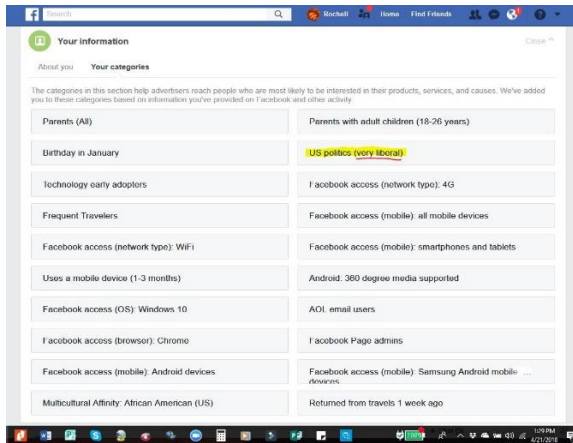 f Search Rochell Home Find Friends
Your information Close
About you Your categories
The categories in this section help advertisers reach people who are most likely to be interested in their products, services, and causes. We've added
you to these categories based on information you've provided on Facebook and other activity
Parents (All) Parents with adult children (18-26 years)
Birthday in January US politics (very liberal)
Technology early adopters Facebook access (network type): 4G
Frequent Travelers Facebook access (mobile): all mobile devices
Facebook access (network type): WiFi Facebook access (mobile): smartphones and tablets
Uses a mobile device (1-3 months) Android: 360 degree media supported
Facebook access (OS): Windows 10 AOL email users
Facebook access (browser): Chrome Facebook Page admins
Facebook access (mobile): Android devices Facebook access (mobile): Samsung Android mobile ...
devices
Multicultural Affinity: African American (US) Returned from travels 1 week ago
100% 1:29 PM
4/21/2018